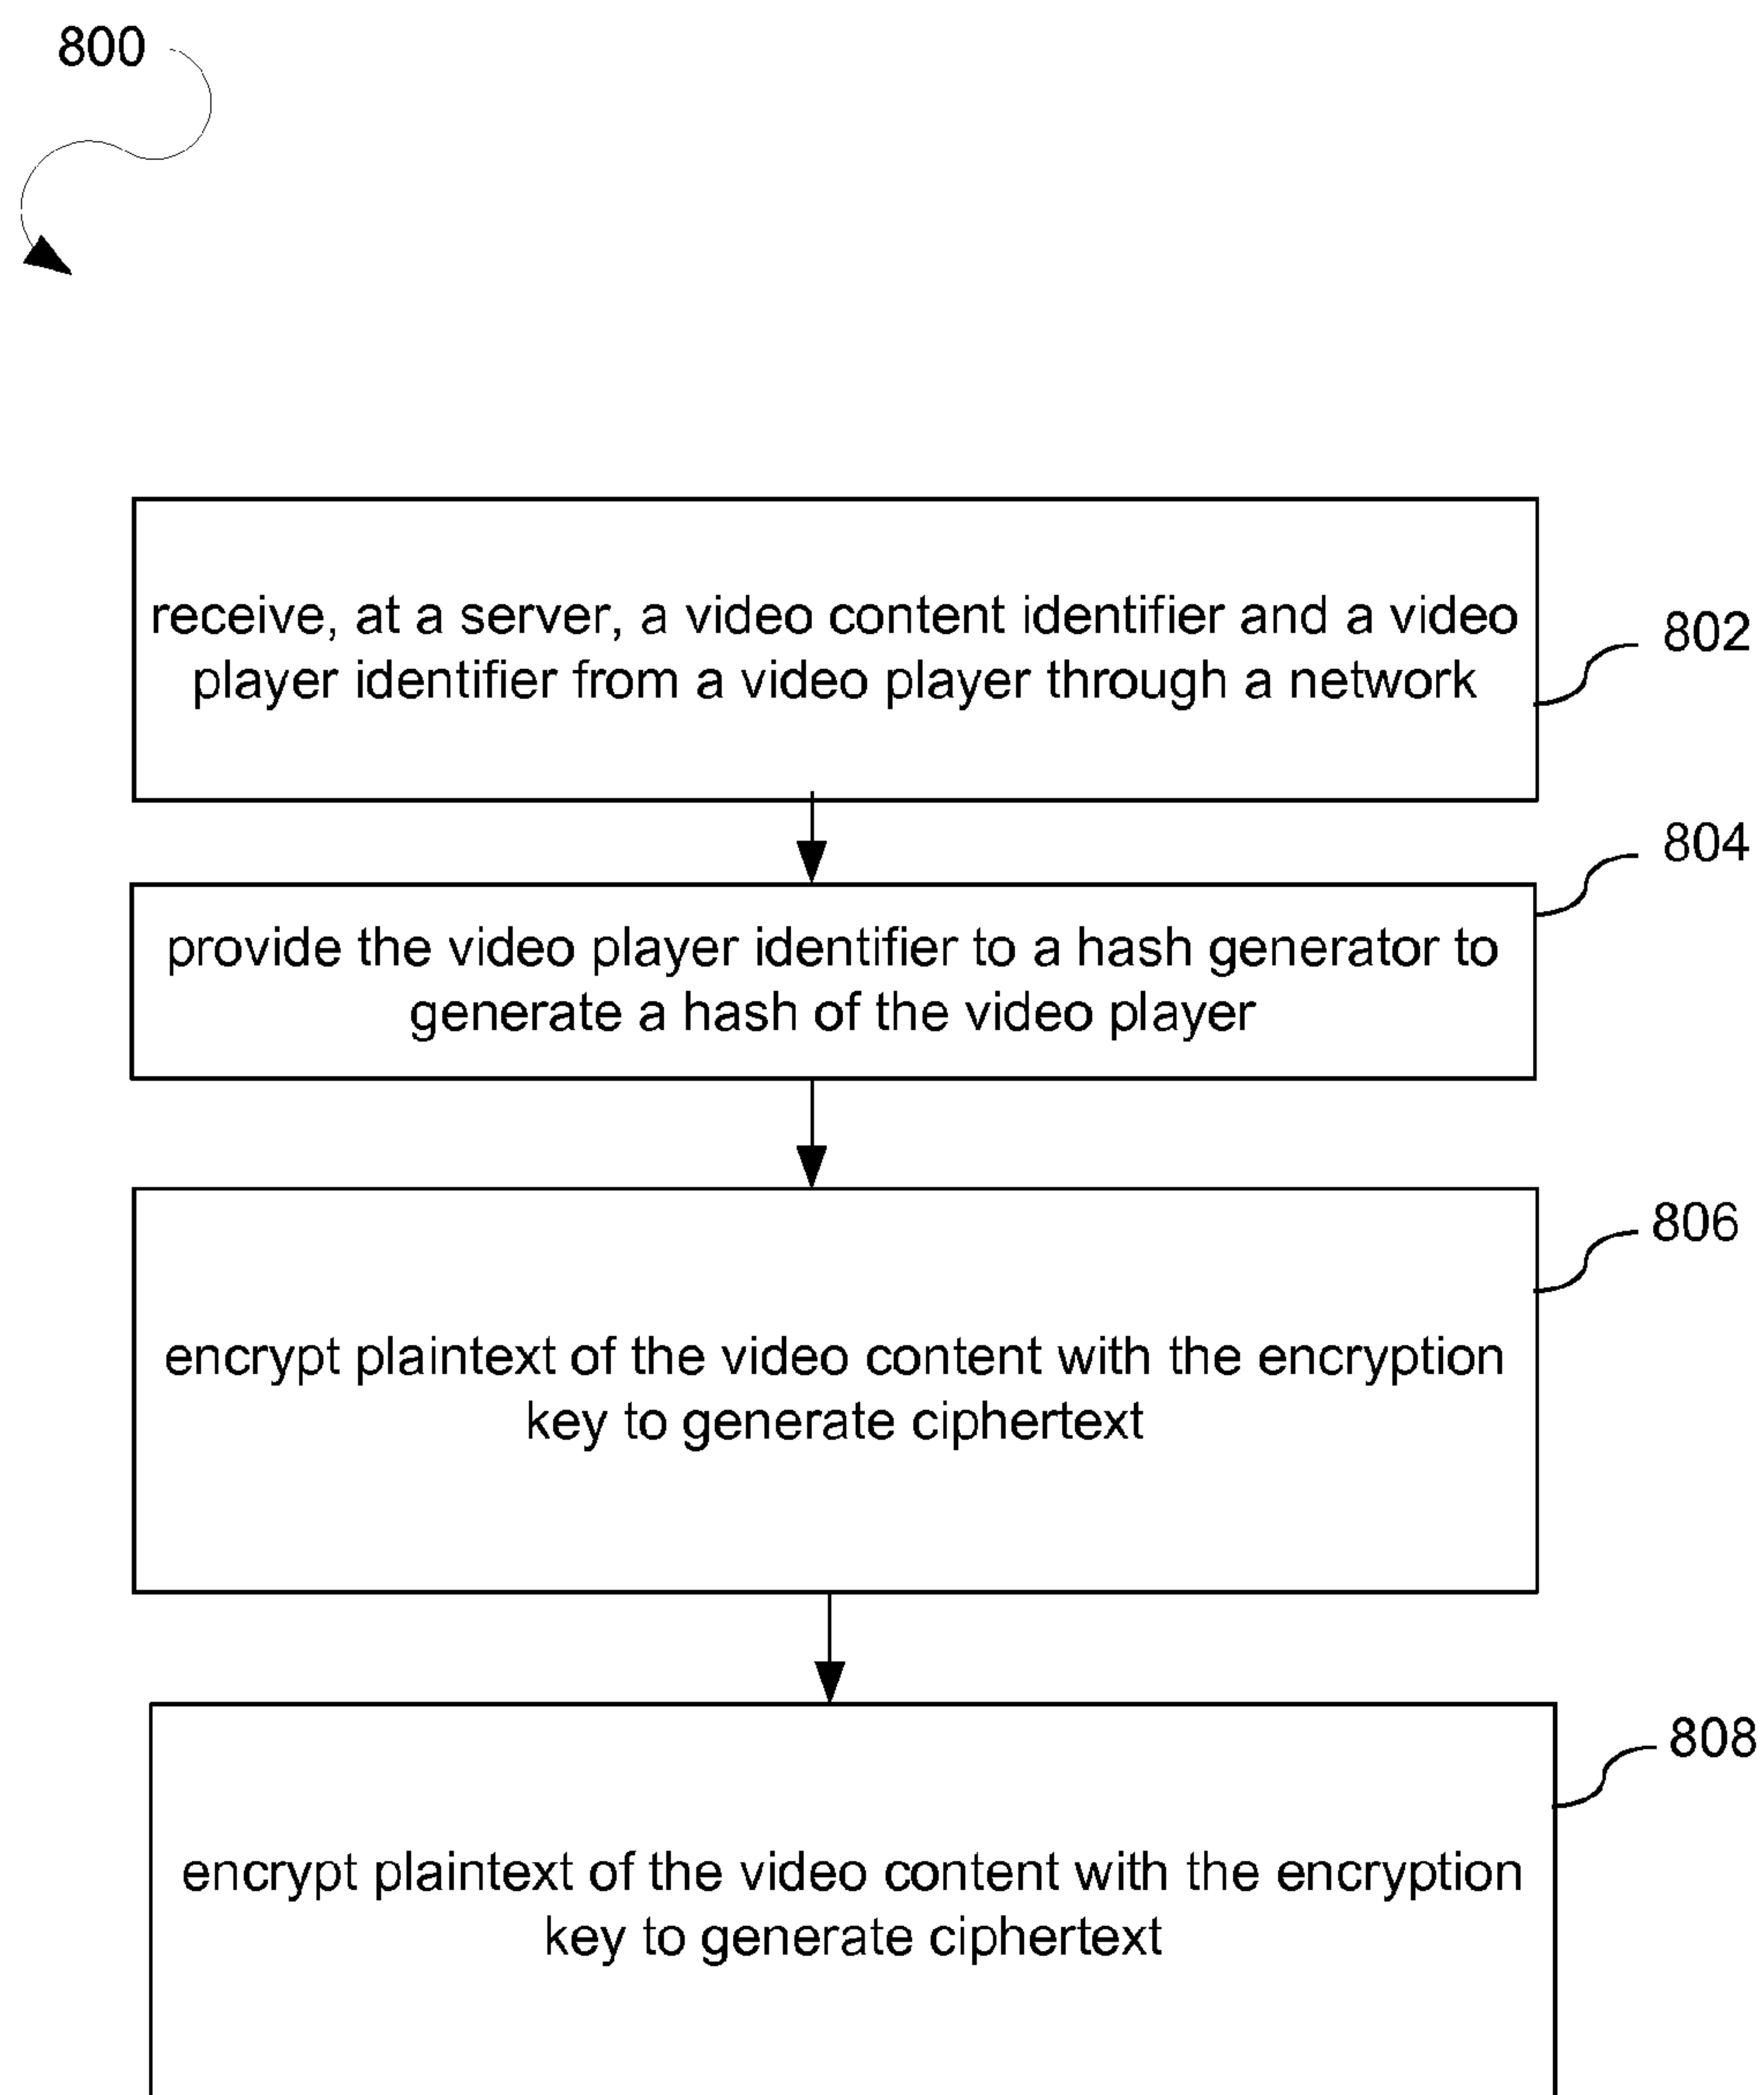 800
receive, at a server, a video content identifier and a video
player identifier from a video player through a network
802
804
provide the video player identifier to a hash generator to
generate a hash of the video player
806
encrypt plaintext of the video content with the encryption
key to generate ciphertext
808
encrypt plaintext of the video content with the encryption
key to generate ciphertext